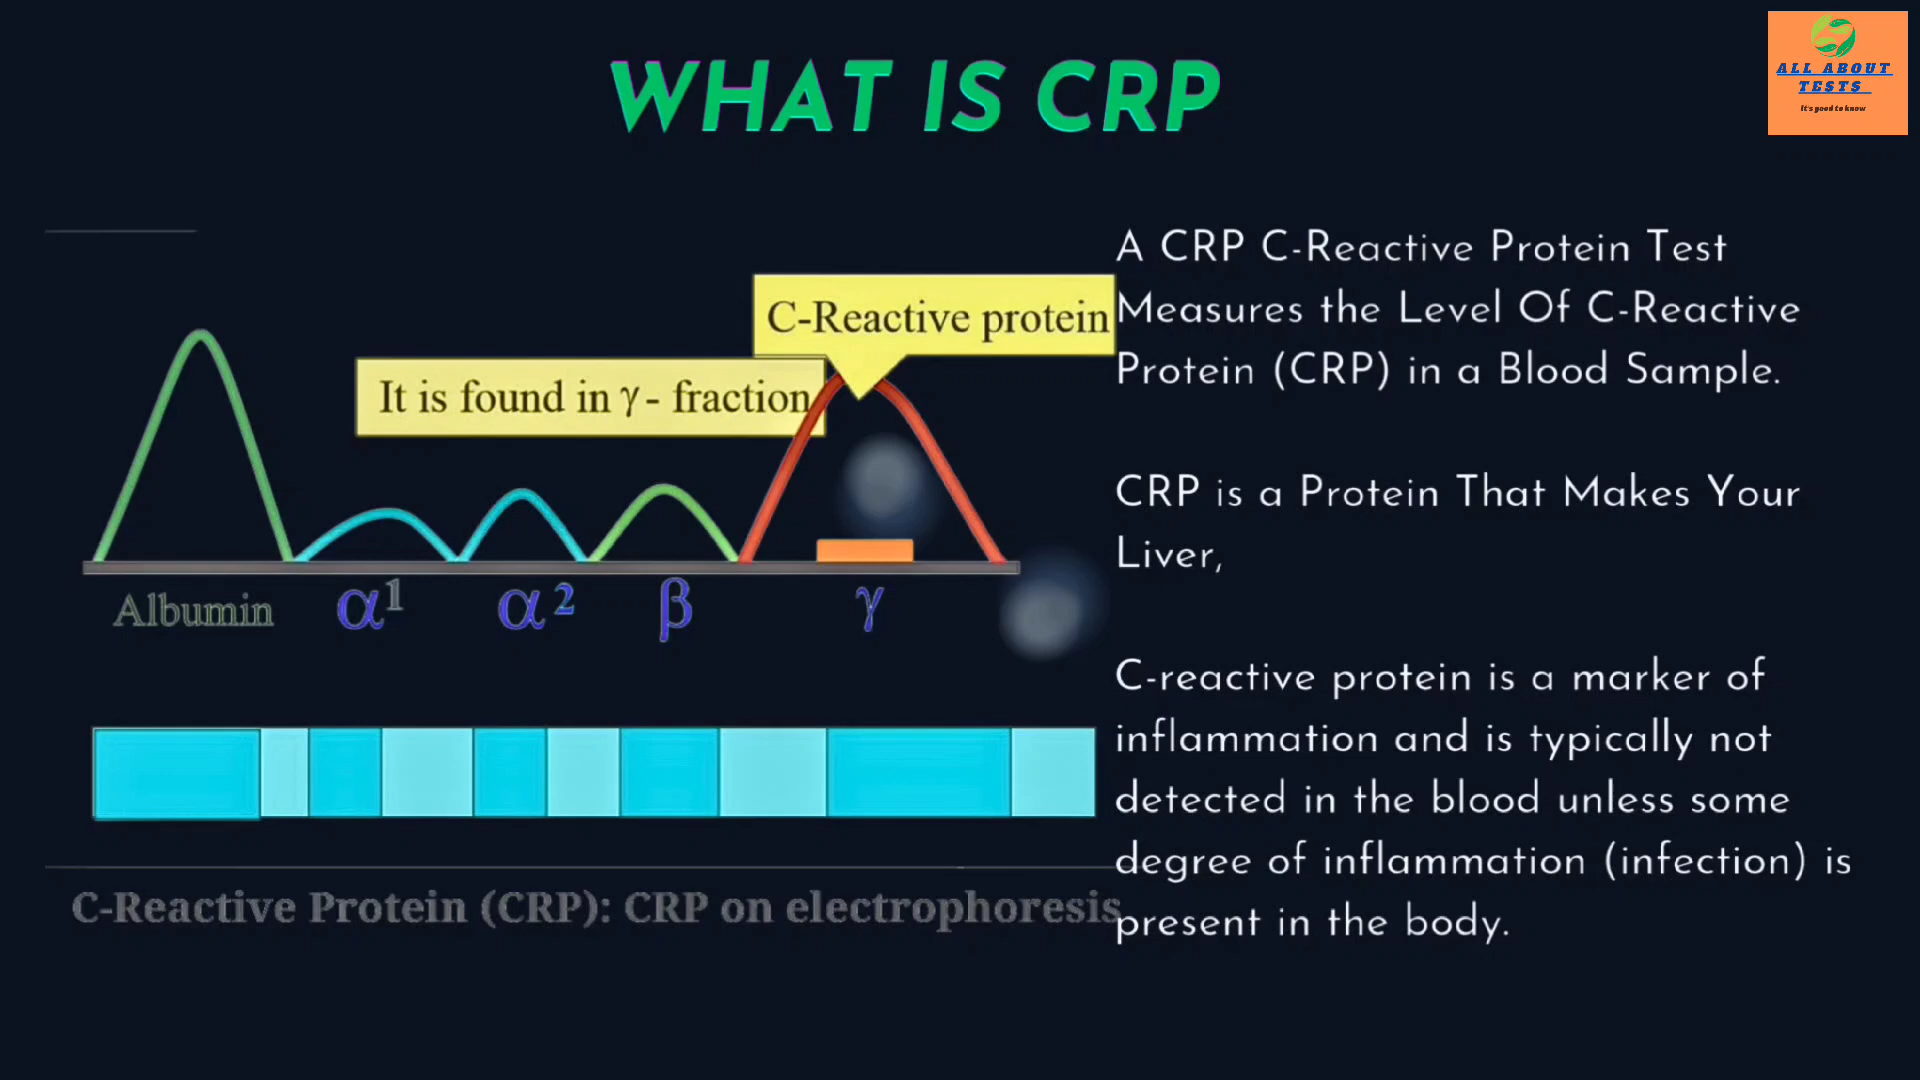 WHAT IS CRP
ALL ABOUT
TESTS
It's good to know
C-Reactive protein
It is found in γ - fraction
Albumin
α1
α2
β
γ
C-Reactive Protein (CRP): CRP on electrophoresis
A CRP C-Reactive Protein Test
Measures the Level Of C-Reactive
Protein (CRP) in a Blood Sample.
CRP is a Protein That Makes Your
Liver,
C-reactive protein is a marker of
inflammation and is typically not
detected in the blood unless some
degree of inflammation (infection) is
present in the body.